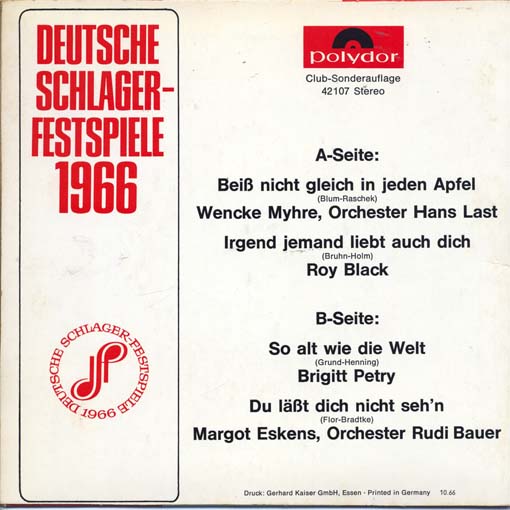 DEUTSCHE
SCHLAGER-
FESTSPIELE
1966
DEUTSCHE SCHLAGER-FESTSPIELE 1966
polydor
Club-Sonderauflage
42107 Stereo
A-Seite:
Beiß nicht gleich in jeden Apfel
(Blum-Raschek)
Wencke Myhre, Orchester Hans Last
Irgend jemand liebt auch dich
(Bruhn-Holm)
Roy Black
B-Seite:
So alt wie die Welt
(Grund-Henning)
Brigitt Petry
Du läßt dich nicht seh'n
(Flor-Bradtke)
Margot Eskens, Orchester Rudi Bauer
Druck: Gerhard Kaiser GmbH, Essen · Printed in Germany 10.66